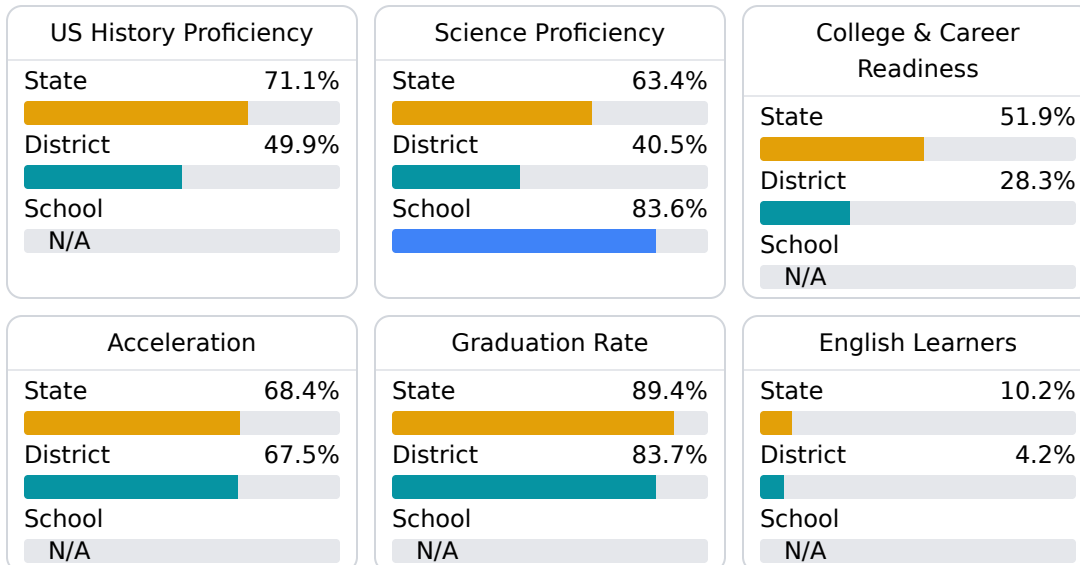 US History Proficiency
State 71.1%
District 49.9%
School
N/A
Science Proficiency
State 63.4%
District 40.5%
School 83.6%
College & Career
Readiness
State 51.9%
District 28.3%
School
N/A
Acceleration
State 68.4%
District 67.5%
School
N/A
Graduation Rate
State 89.4%
District 83.7%
School
N/A
English Learners
State 10.2%
District 4.2%
School
N/A